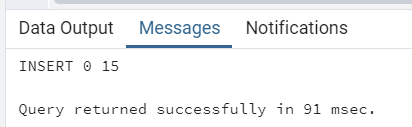 Data Output Messages Notifications
INSERT 0 15
Query returned successfully in 91 msec.